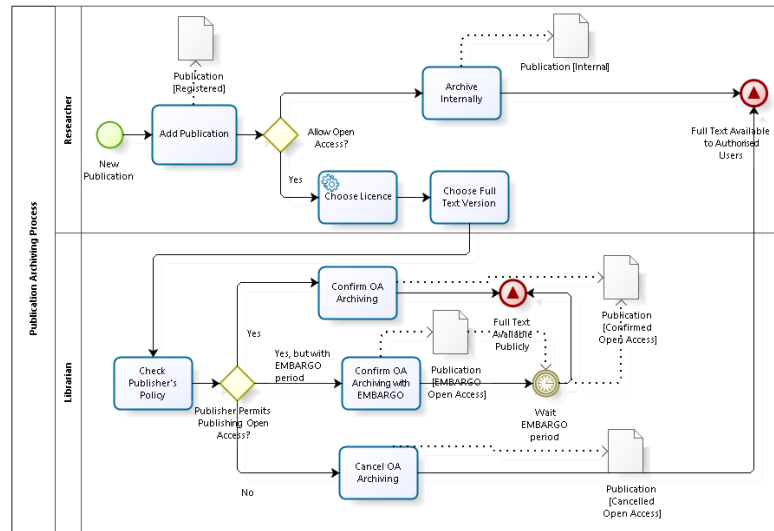 Publication Archiving Process
Researcher
Publication
[Registered]
Publication [Internal]
Archive
Internally
Add Publication
Allow Open
Access?
New
Publication
Full Text Available
to Authorised
Users
Yes
Choose Licence
Choose Full
Text Version
Librarian
Confirm OA
Archiving
Publication
[Confirmed
Open Access]
Yes
Full Text
Available
Publicly
Yes, but with
EMBARGO
period
Check
Publisher's
Policy
Confirm OA
Archiving with
EMBARGO
Publication
[EMBARGO
Open Access]
Publisher Permits
Publishing Open
Access?
Wait
EMBARGO
period
Cancel OA
Archiving
No
Publication
[Cancelled
Open Access]